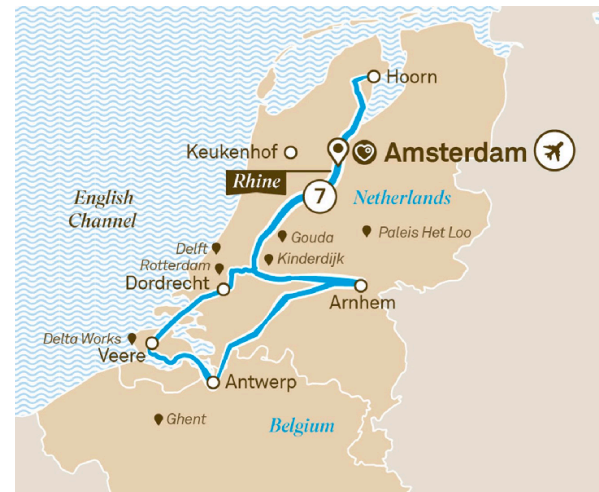 Hoorn
Keukenhof
Amsterdam
Rhine
7
Netherlands
English
Channel
Gouda
Paleis Het Loo
Delft
Kinderdijk
Rotterdam
Dordrecht
Arnhem
Delta Works
Veere
Antwerp
Ghent
Belgium